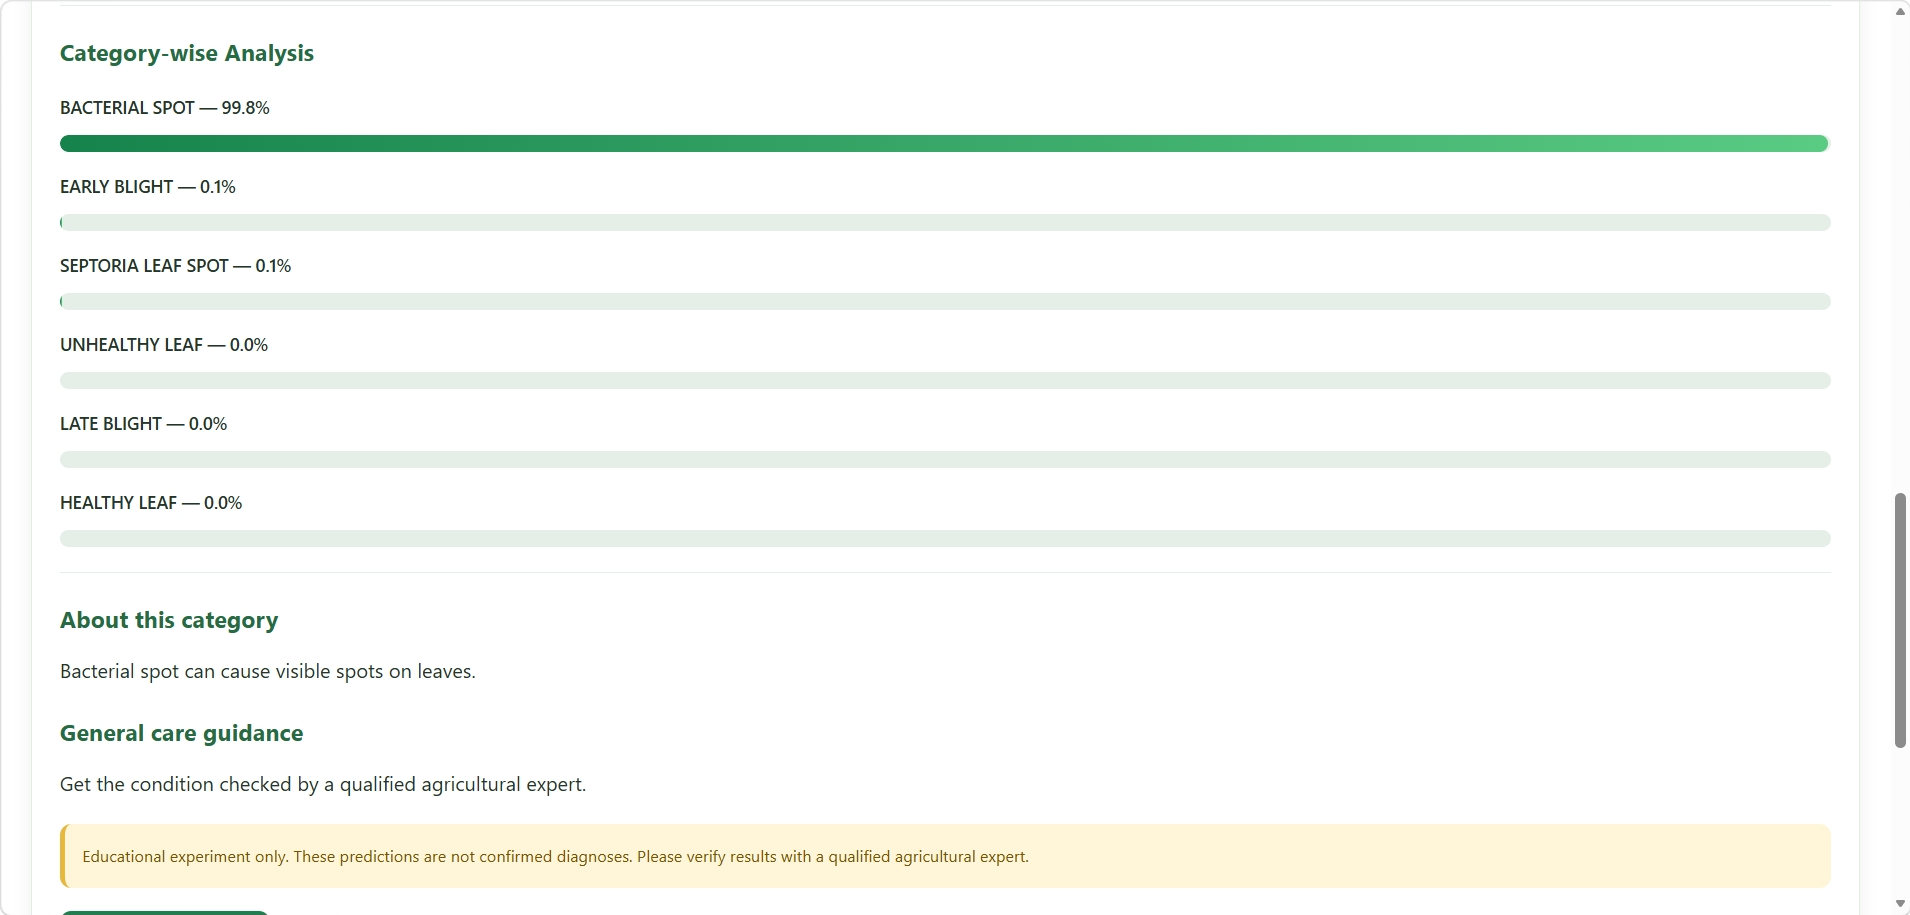 Category-wise Analysis
BACTERIAL SPOT — 99.8%
EARLY BLIGHT — 0.1%
SEPTORIA LEAF SPOT — 0.1%
UNHEALTHY LEAF — 0.0%
LATE BLIGHT — 0.0%
HEALTHY LEAF — 0.0%
About this category
Bacterial spot can cause visible spots on leaves.
General care guidance
Get the condition checked by a qualified agricultural expert.
Educational experiment only. These predictions are not confirmed diagnoses. Please verify results with a qualified agricultural expert.